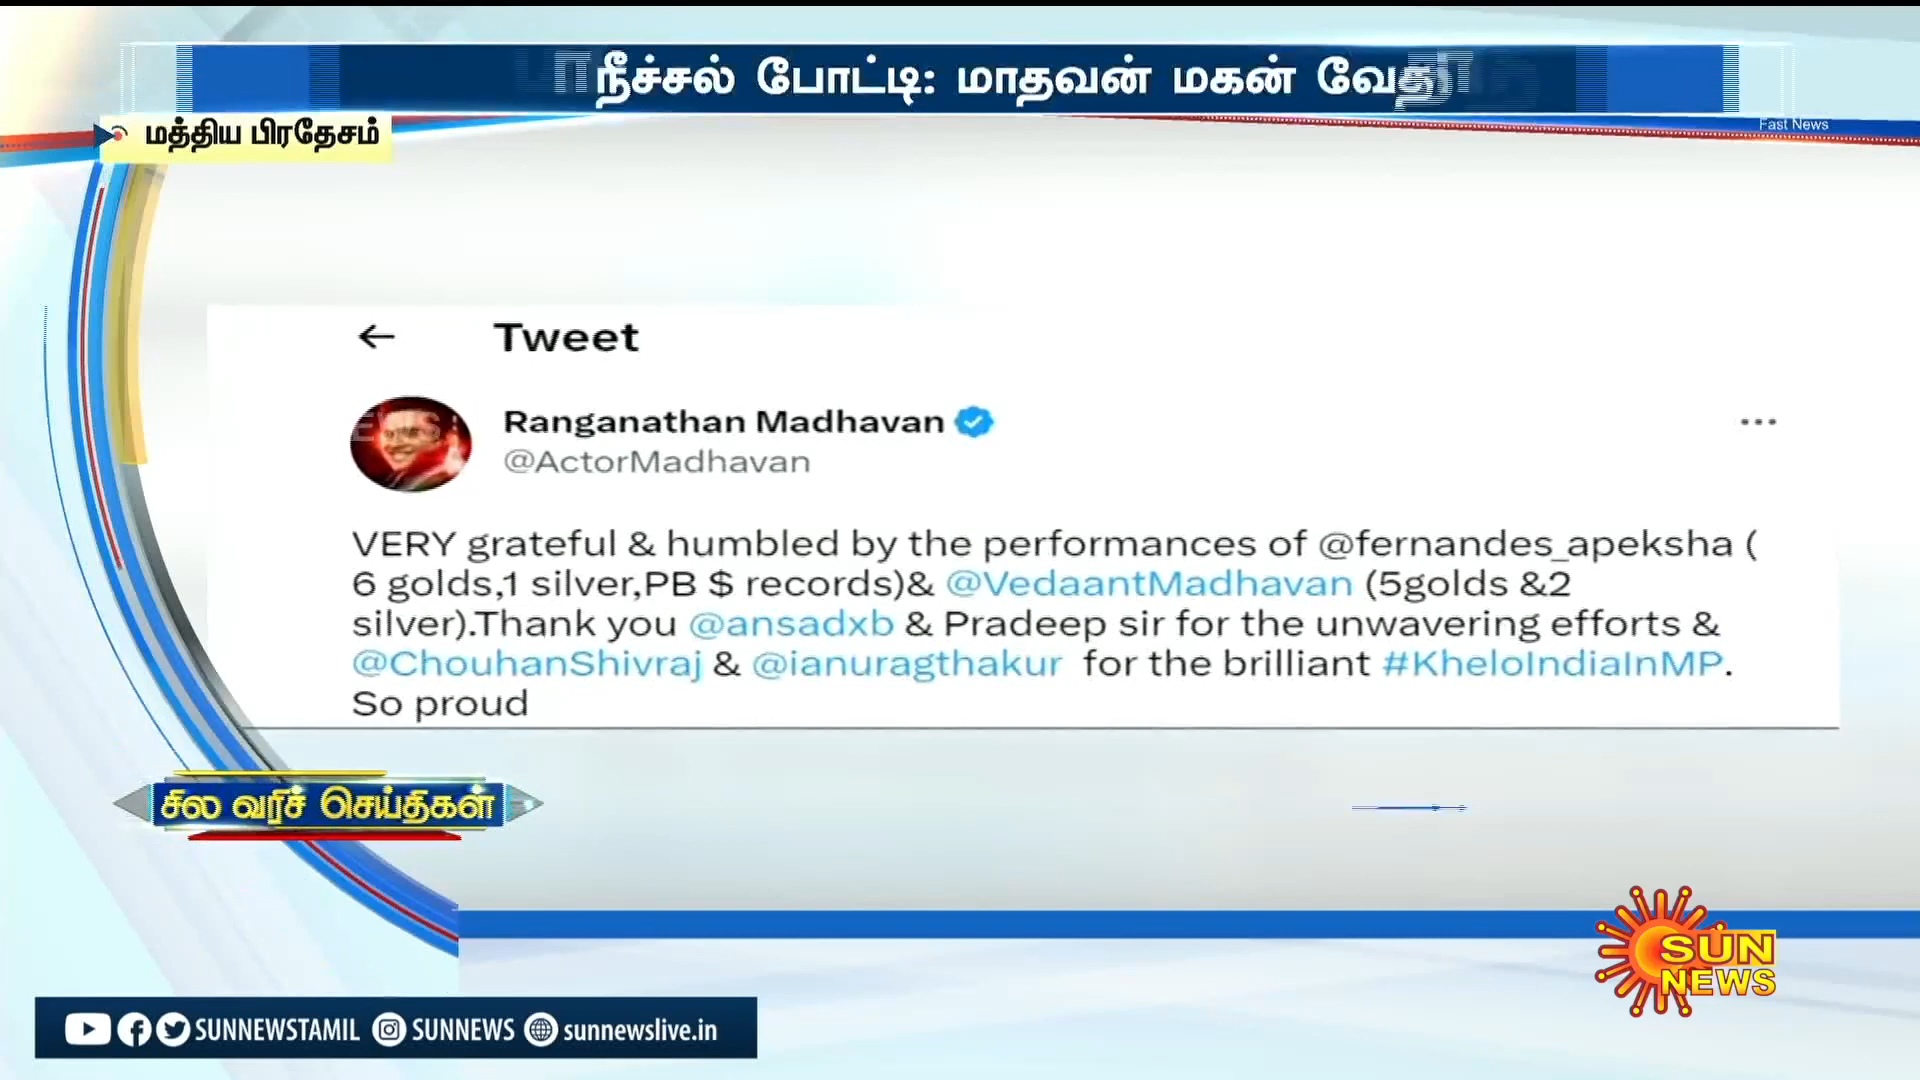 நீச்சல் போட்டி: மாதவன் மகன்
மத்திய பிரதேசம்
Fast News
Tweet
Ranganathan Madhavan
@ActorMadhavan
VERY grateful & humbled by the performances of @fernandes_apeksha (
6 golds,1 silver,PB $ records)& @VedaantMadhavan (5golds &2
silver).Thank you @ansadxb & Pradeep sir for the unwavering efforts &
@ChouhanShivraj & @ianuragthakur for the brilliant #KheloIndiaInMP.
So proud
சில வரிச் செய்திகள்
SUN
NEWS
SUNNEWSTAMIL SUNNEWS sunnewslive.in